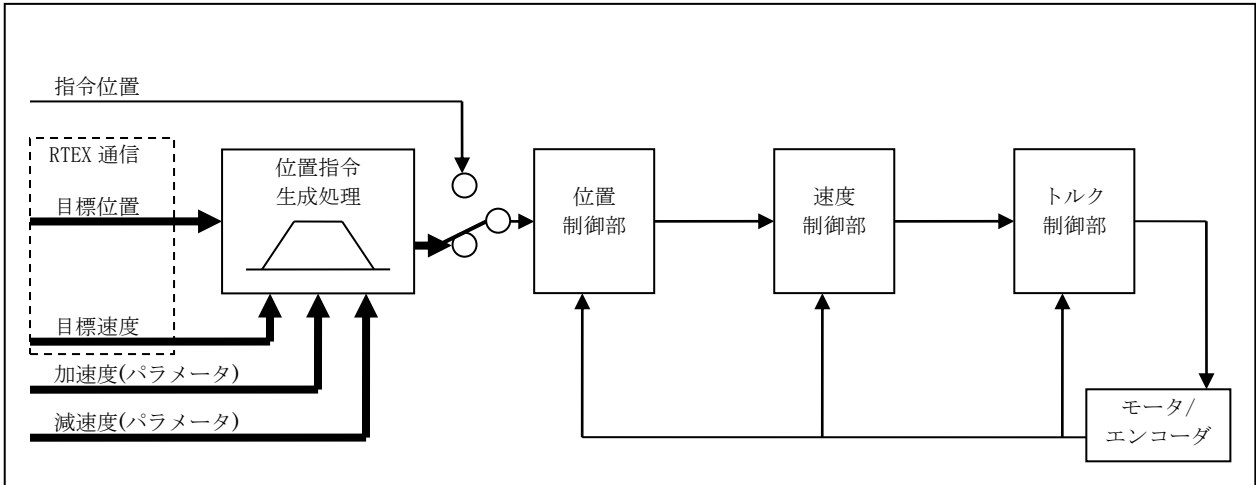 指令位置
RTEX 通信
目標位置
目標速度
加速度(パラメータ)
減速度(パラメータ)
位置指令
生成処理
位置
制御部
速度
制御部
トルク
制御部
モータ/
エンコーダ